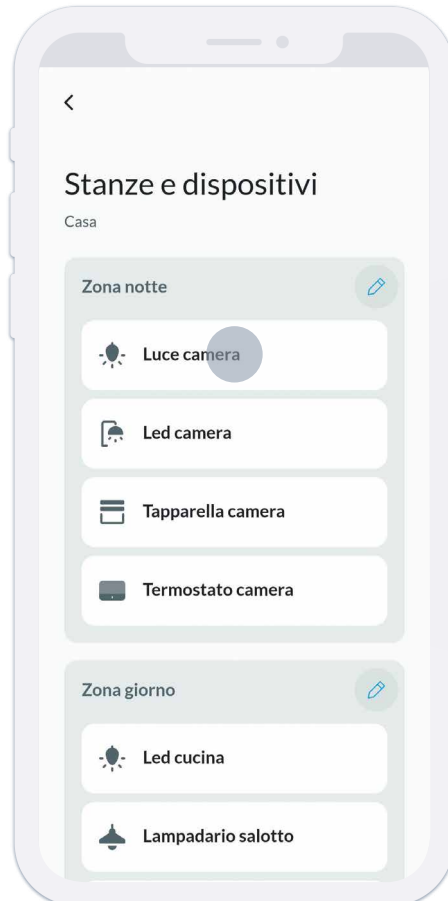 Stanze e dispositivi
Casa
Zona notte
Luce camera
Led camera
Tapparella camera
Termostato camera
Zona giorno
Led cucina
Lampadario salotto